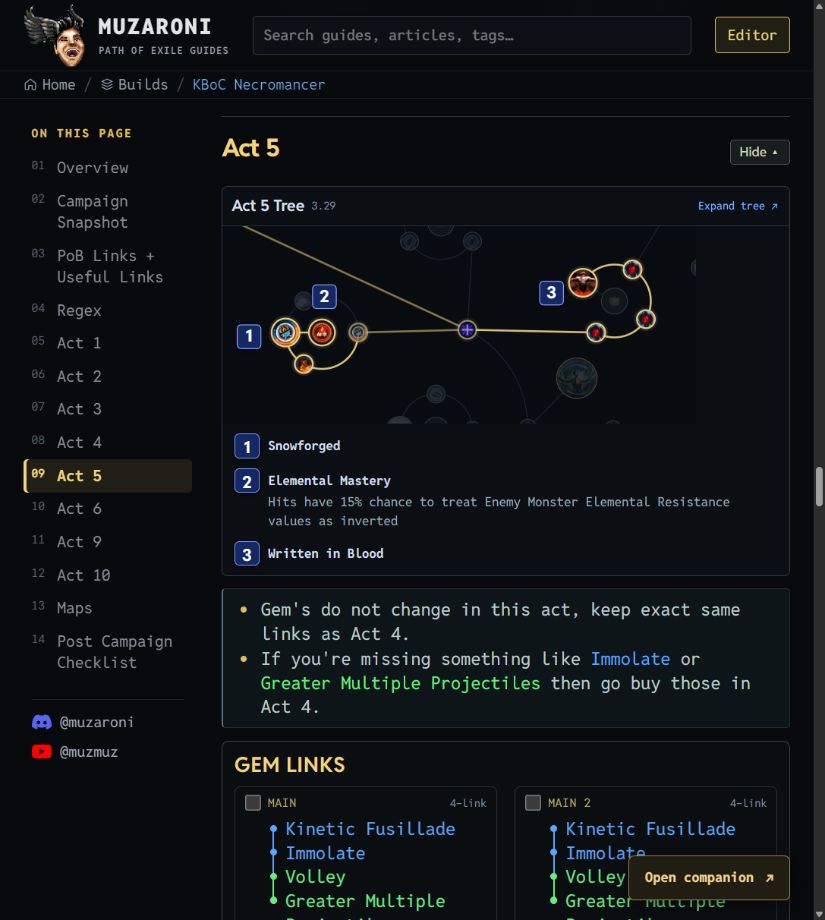 MUZARONI
PATH OF EXILE GUIDES
Search guides, articles, tags…
Editor
Home / Builds / KBoC Necromancer
ON THIS PAGE
01 Overview
02 Campaign
Snapshot
03 PoB Links +
Useful Links
04 Regex
05 Act 1
06 Act 2
07 Act 3
08 Act 4
09 Act 5
10 Act 6
11 Act 9
12 Act 10
13 Maps
14 Post Campaign
Checklist
@muzaroni
@muzmuz
Act 5
Hide
Act 5 Tree 3.29
Expand tree ↗
1
2
3
1 Snowforged
2 Elemental Mastery
Hits have 15% chance to treat Enemy Monster Elemental Resistance
values as inverted
3 Written in Blood
• Gem's do not change in this act, keep exact same
links as Act 4.
• If you're missing something like Immolate or
Greater Multiple Projectiles then go buy those in
Act 4.
GEM LINKS
MAIN 4-link
Kinetic Fusillade
Immolate
Volley
Greater Multiple
MAIN 2 4-link
Kinetic Fusillade
Immolate
Volley
Greater Multiple
Open companion ↗